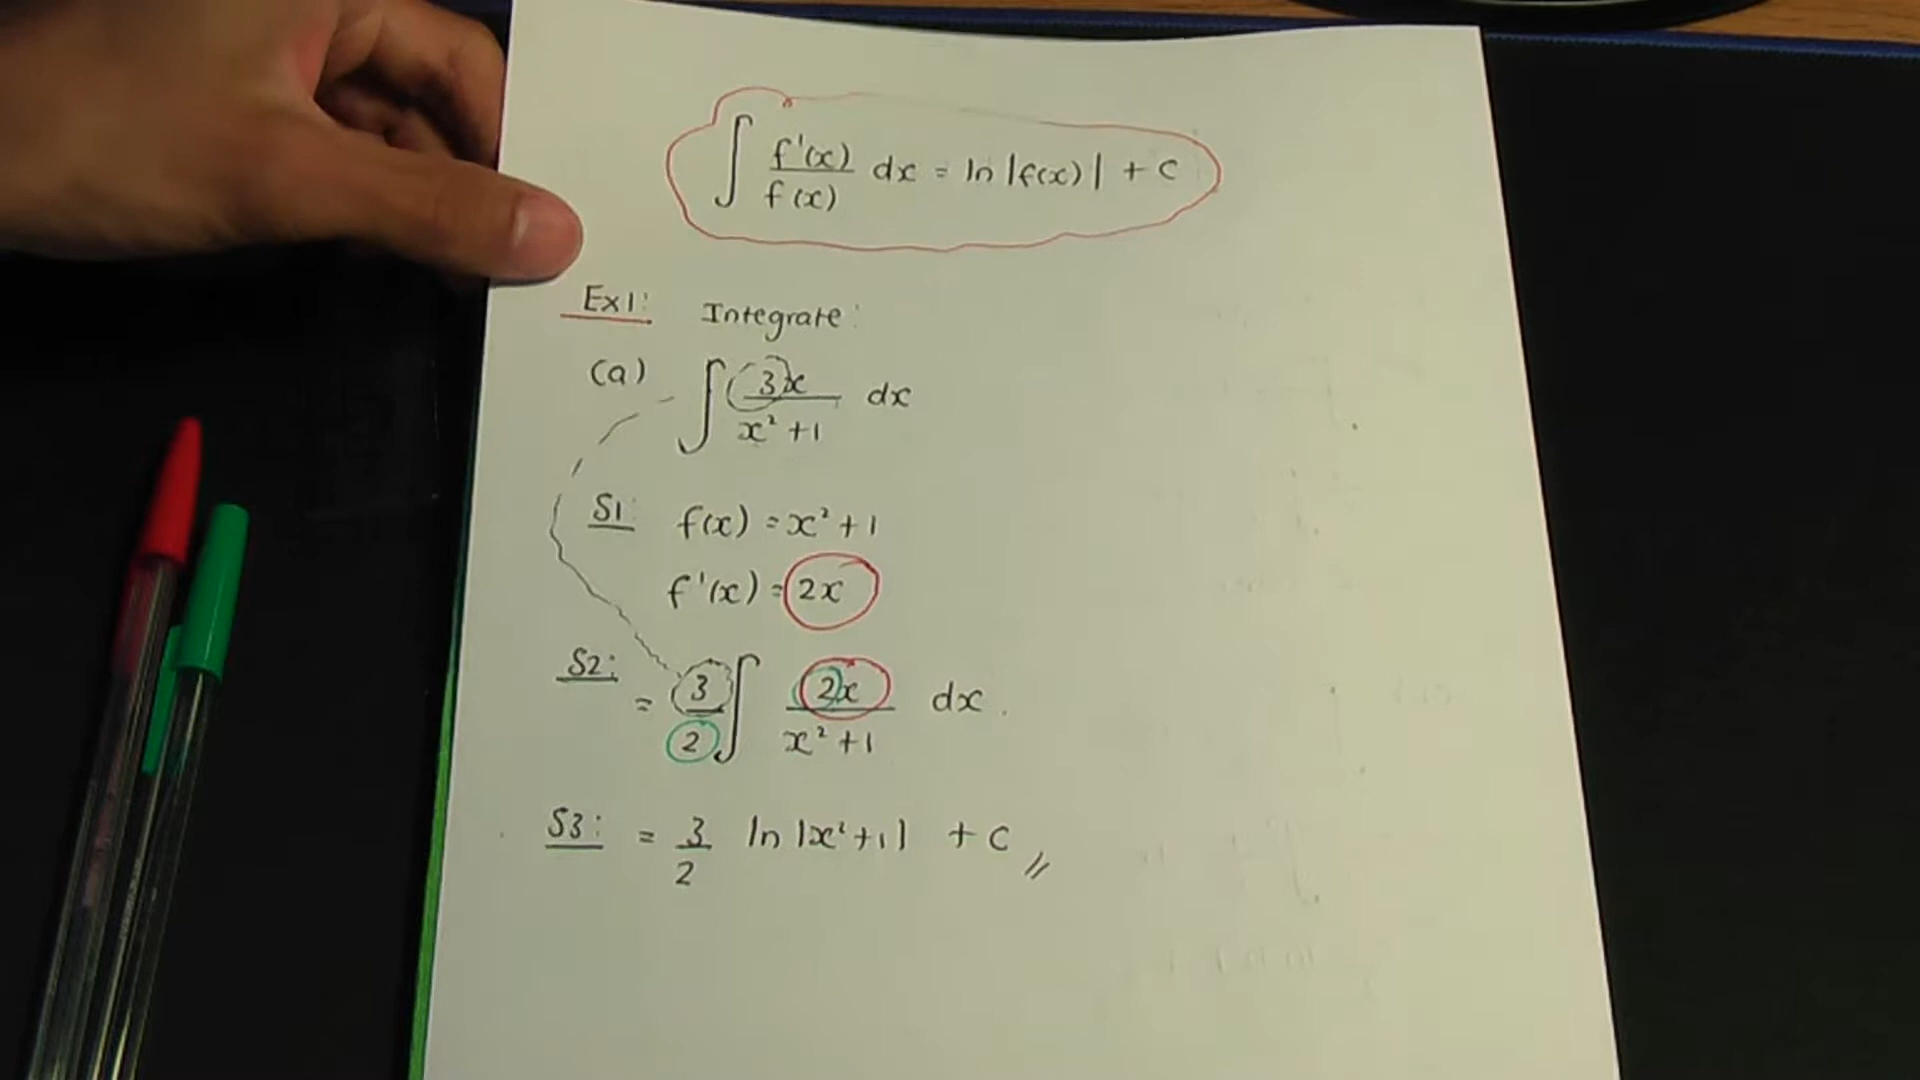 ∫ f'(x)/f(x) dx = ln |f(x)| + C
Ex1: Integrate:
(a) ∫ 3x/x²+1 dx
S1: f(x) = x²+1
f'(x) = 2x
S2: = 3/2 ∫ 2x/x²+1 dx.
S3: = 3/2 ln |x²+1| + C //